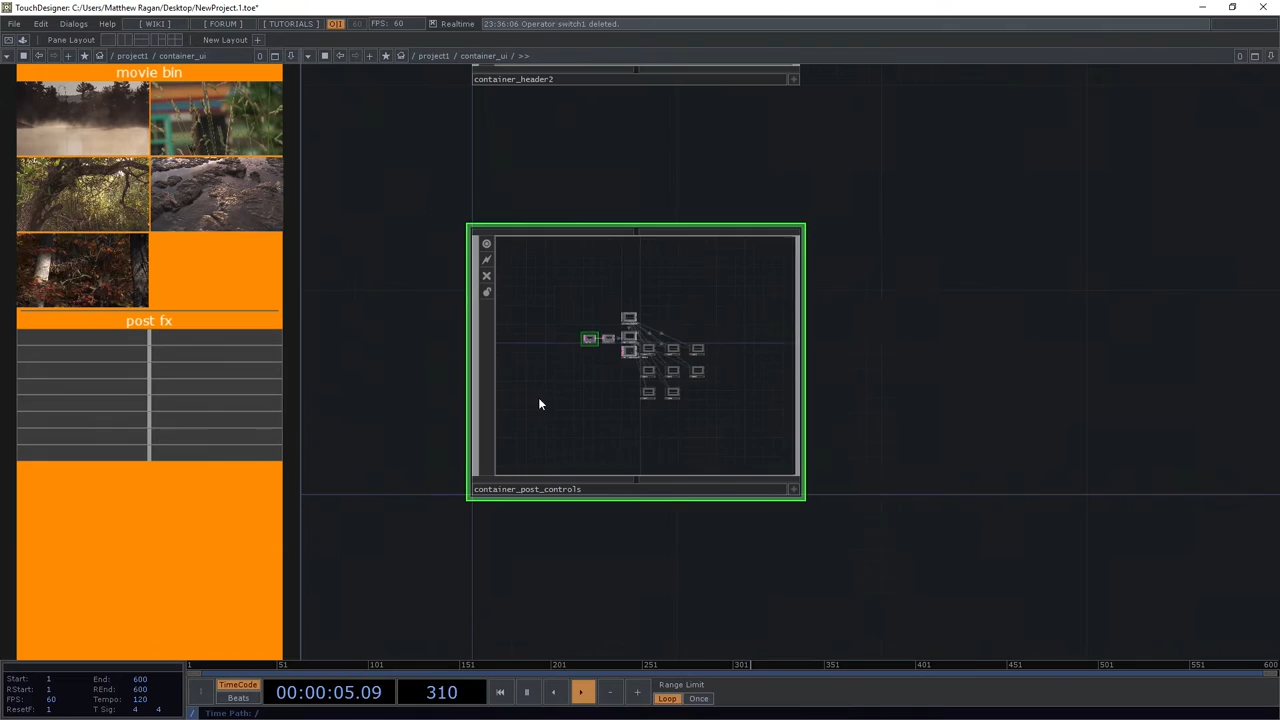 TouchDesigner: C:/Users/Matthew Ragan/Desktop/NewProject.1.toe*
File Edit Dialogs Help [ WIKI ] [ FORUM ] [ TUTORIALS ] O|I 60 FPS: 60 Realtime 23:36:06 Operator switch1 deleted.
Pane Layout New Layout +
/ project1 / container_ui 0
/ project1 / container_ui / >> 0
movie bin
container_header2
post fx
container_post_controls
1 51 101 151 201 251 301 351 401 451 501 551 600
Start: 1 End: 600
RStart: 1 REnd: 600
FPS: 60 Tempo: 120
ResetF: 1 T Sig: 4 4
TimeCode
Beats
00:00:05.09
310
Range Limit
Loop Once
/ Time Path: /